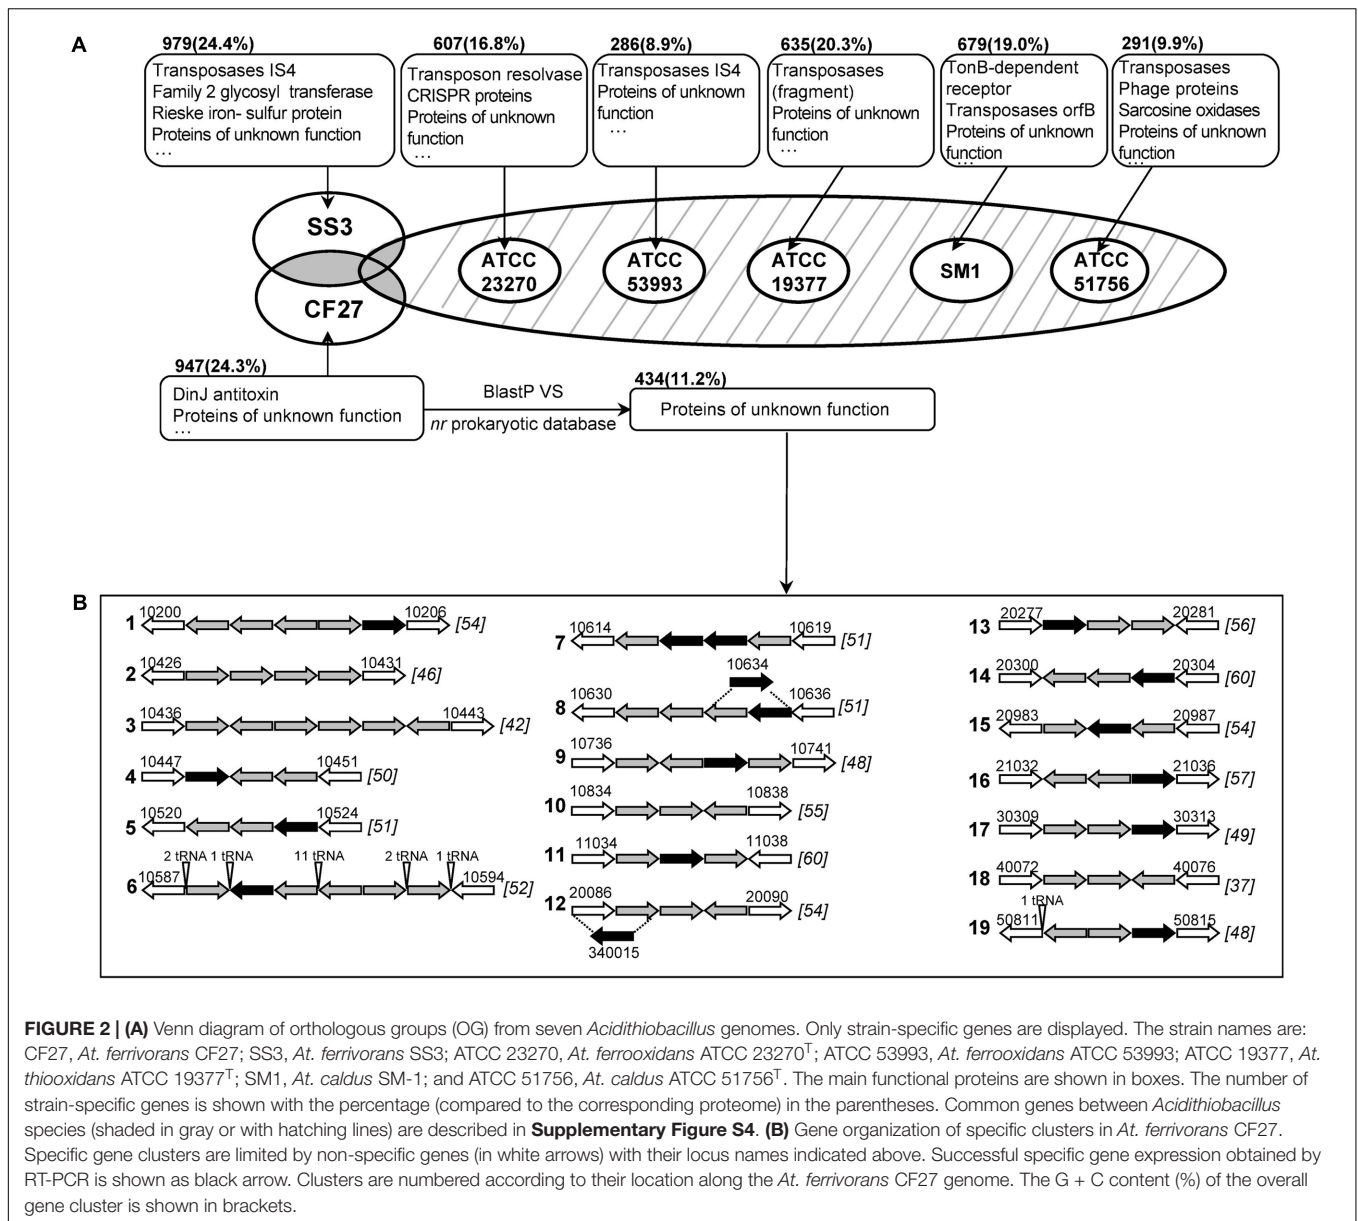 A
979(24.4%)
Transposases IS4
Family 2 glycosyl transferase
Rieske iron- sulfur protein
Proteins of unknown function
...
607(16.8%)
Transposon resolvase
CRISPR proteins
Proteins of unknown
function
...
286(8.9%)
Transposases IS4
Proteins of unknown
function
...
635(20.3%)
Transposases
(fragment)
Proteins of unknown
function
...
679(19.0%)
TonB-dependent
receptor
Transposases orfB
Proteins of unknown
function
...
291(9.9%)
Transposases
Phage proteins
Sarcosine oxidases
Proteins of unknown
function
...
SS3
CF27
ATCC
23270
ATCC
53993
ATCC
19377
SM1
ATCC
51756
947(24.3%)
DinJ antitoxin
Proteins of unknown function
...
BlastP VS
nr prokaryotic database
434(11.2%)
Proteins of unknown function
B
1 10200 10206 [54]
2 10426 10431 [46]
3 10436 10443 [42]
4 10447 10451 [50]
5 10520 10524 [51]
2 tRNA 1 tRNA 11 tRNA 2 tRNA 1 tRNA
6 10587 10594 [52]
7 10614 10619 [51]
10634
8 10630 10636 [51]
9 10736 10741 [48]
10 10834 10838 [55]
11 11034 11038 [60]
12 20086 20090 [54]
340015
13 20277 20281 [56]
14 20300 20304 [60]
15 20983 20987 [54]
16 21032 21036 [57]
17 30309 30313 [49]
18 40072 40076 [37]
1 tRNA
19 50811 50815 [48]
FIGURE 2 | (A) Venn diagram of orthologous groups (OG) from seven Acidithiobacillus genomes. Only strain-specific genes are displayed. The strain names are:
CF27, At. ferrivorans CF27; SS3, At. ferrivorans SS3; ATCC 23270, At. ferrooxidans ATCC 23270T; ATCC 53993, At. ferrooxidans ATCC 53993; ATCC 19377, At.
thiooxidans ATCC 19377T; SM1, At. caldus SM-1; and ATCC 51756, At. caldus ATCC 51756T. The main functional proteins are shown in boxes. The number of
strain-specific genes is shown with the percentage (compared to the corresponding proteome) in the parentheses. Common genes between Acidithiobacillus
species (shaded in gray or with hatching lines) are described in Supplementary Figure S4. (B) Gene organization of specific clusters in At. ferrivorans CF27.
Specific gene clusters are limited by non-specific genes (in white arrows) with their locus names indicated above. Successful specific gene expression obtained by
RT-PCR is shown as black arrow. Clusters are numbered according to their location along the At. ferrivorans CF27 genome. The G + C content (%) of the overall
gene cluster is shown in brackets.